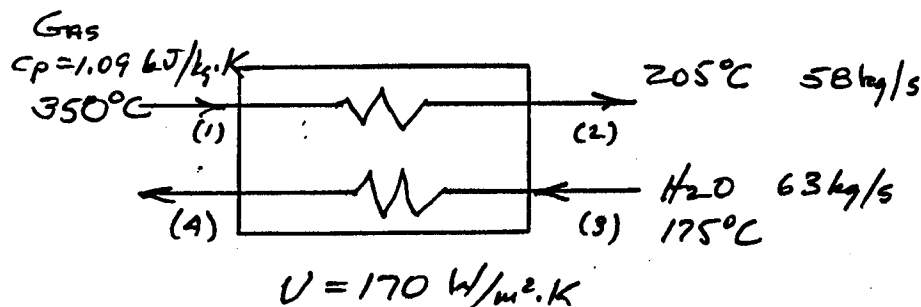 GAS
cp=1.09 kJ/kg.K
350°C
(1)
205°C 58kg/s
(2)
(4)
(3)
H2O 63kg/s
175°C
U = 170 W/m².K